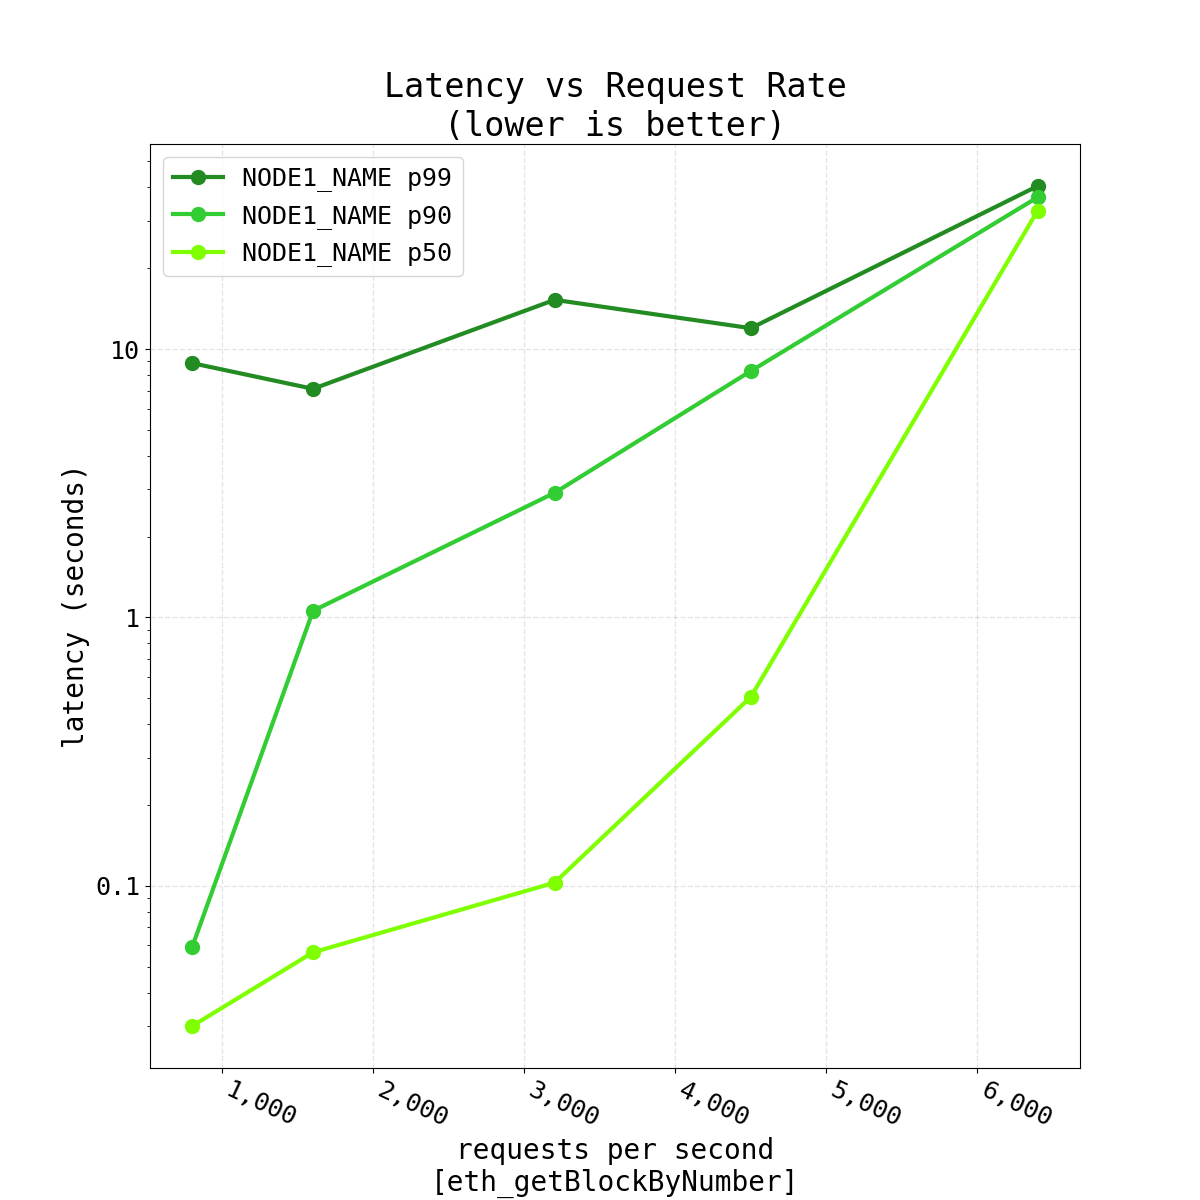 Latency vs Request Rate
(lower is better)
NODE1_NAME p99
NODE1_NAME p90
NODE1_NAME p50
latency (seconds)
10
1
0.1
1,000
2,000
3,000
4,000
5,000
6,000
requests per second
[eth_getBlockByNumber]